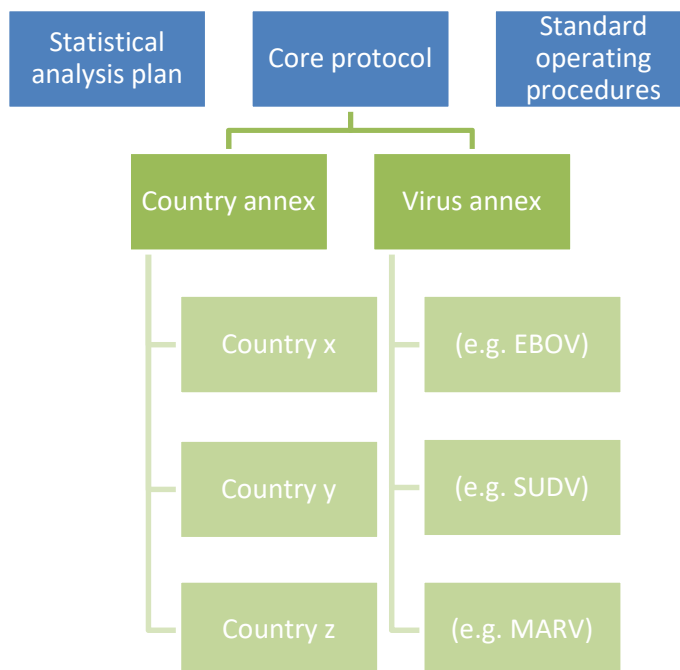 Statistical
analysis plan
Core protocol
Standard
operating
procedures
Country annex
Virus annex
Country x
(e.g. EBOV)
Country y
(e.g. SUDV)
Country z
(e.g. MARV)